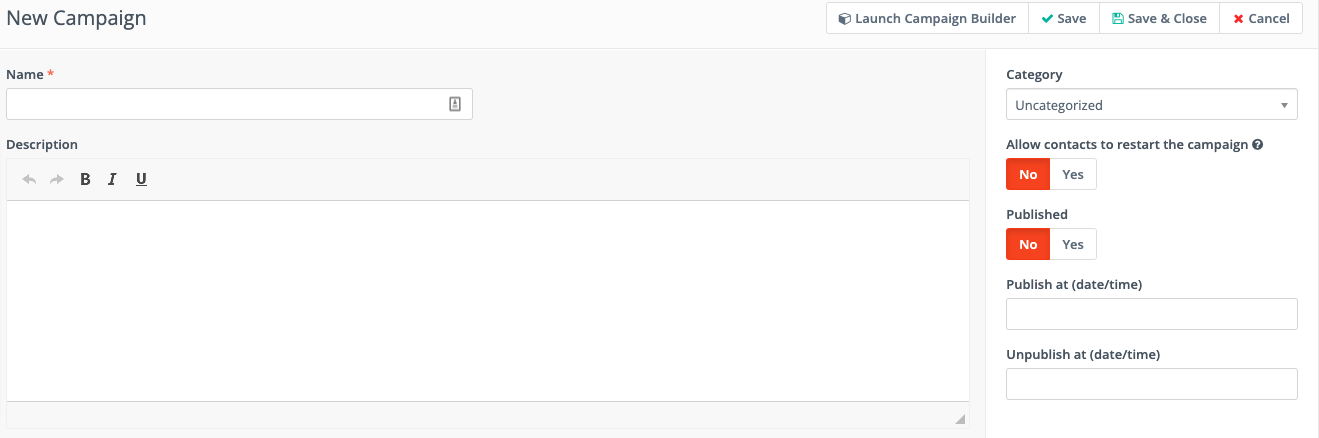 New Campaign
Launch Campaign Builder
Save
Save & Close
Cancel
Name *
Description
B I U
Category
Uncategorized
Allow contacts to restart the campaign
No Yes
Published
No Yes
Publish at (date/time)
Unpublish at (date/time)